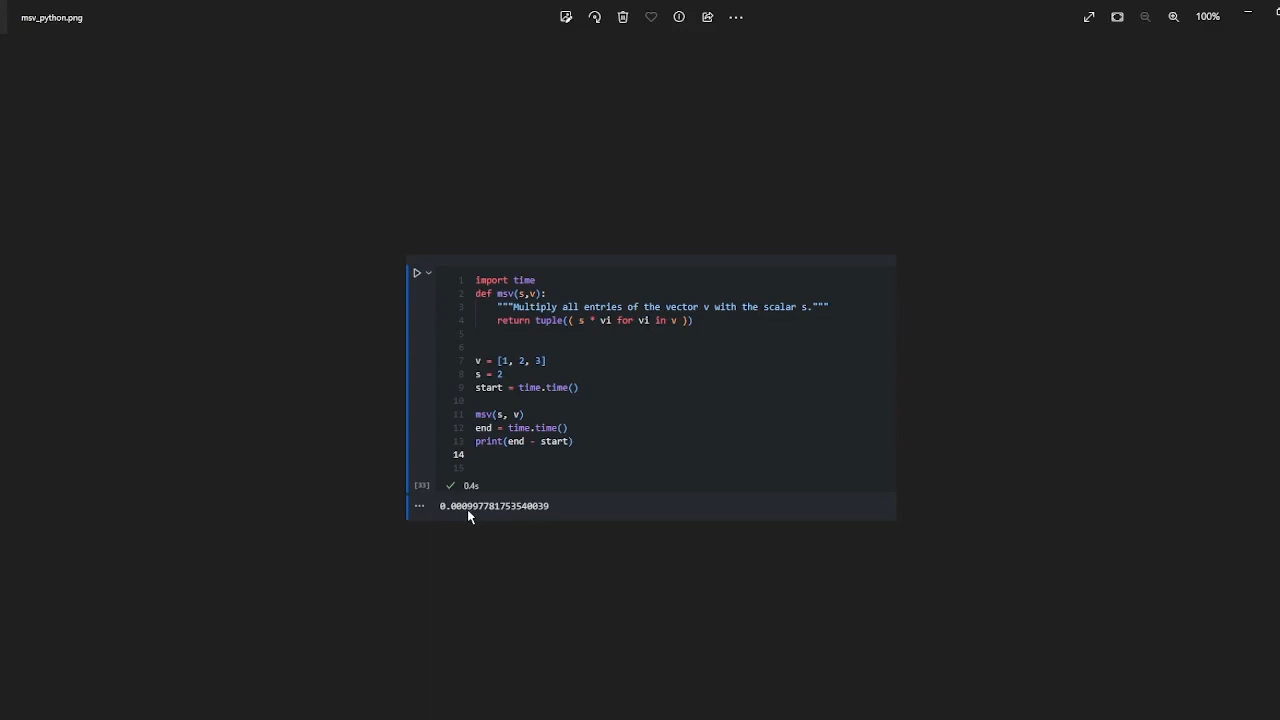 msv_python.png
100%
1 import time
2 def msv(s,v):
3 """Multiply all entries of the vector v with the scalar s."""
4 return tuple(( s * vi for vi in v ))
5
6
7 v = [1, 2, 3]
8 s = 2
9 start = time.time()
10
11 msv(s, v)
12 end = time.time()
13 print(end - start)
14
15
[33] 0.4s
0.000997781753540039